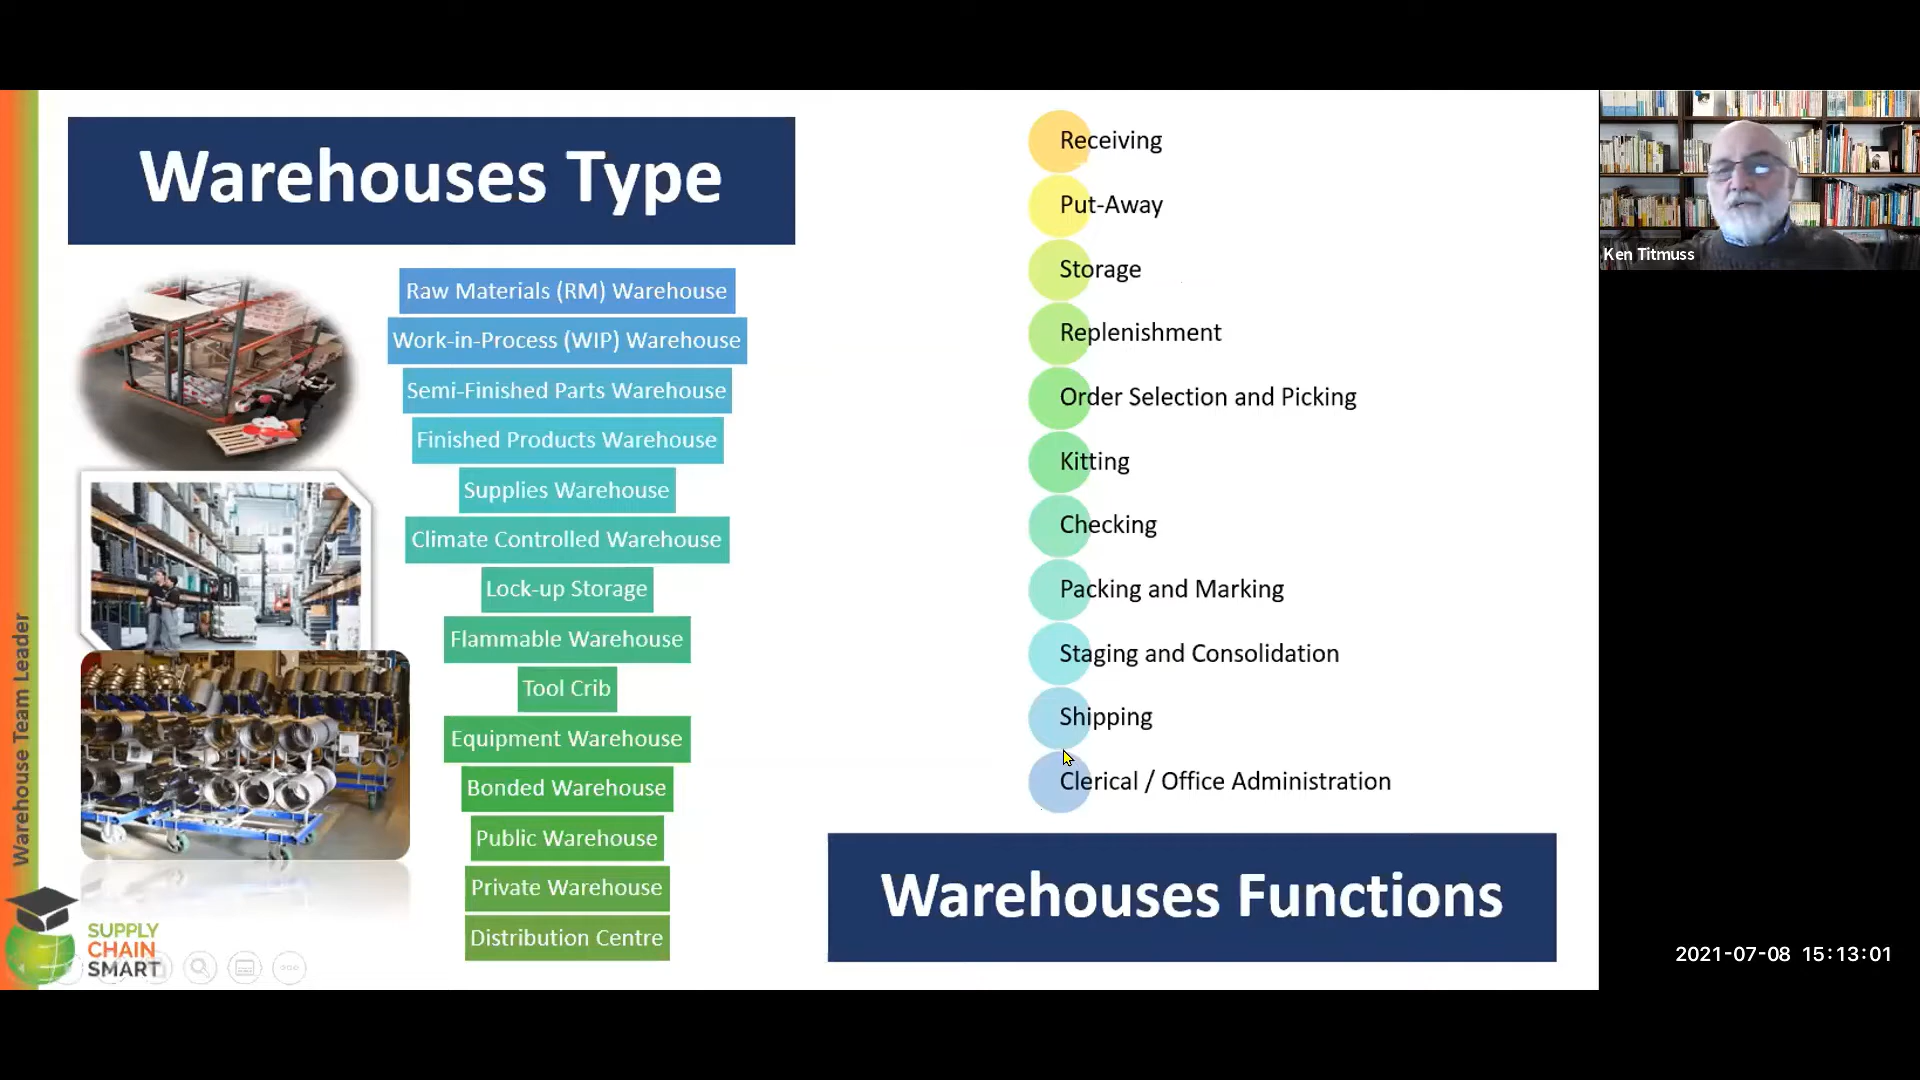 Warehouses Type
Raw Materials (RM) Warehouse
Work-in-Process (WIP) Warehouse
Semi-Finished Parts Warehouse
Finished Products Warehouse
Supplies Warehouse
Climate Controlled Warehouse
Lock-up Storage
Flammable Warehouse
Tool Crib
Equipment Warehouse
Bonded Warehouse
Public Warehouse
Private Warehouse
Distribution Centre
Warehouse Team Leader
SUPPLY
CHAIN
SMART
Receiving
Put-Away
Storage
Replenishment
Order Selection and Picking
Kitting
Checking
Packing and Marking
Staging and Consolidation
Shipping
Clerical / Office Administration
Warehouses Functions
Ken Titmuss
2021-07-08 15:13:01